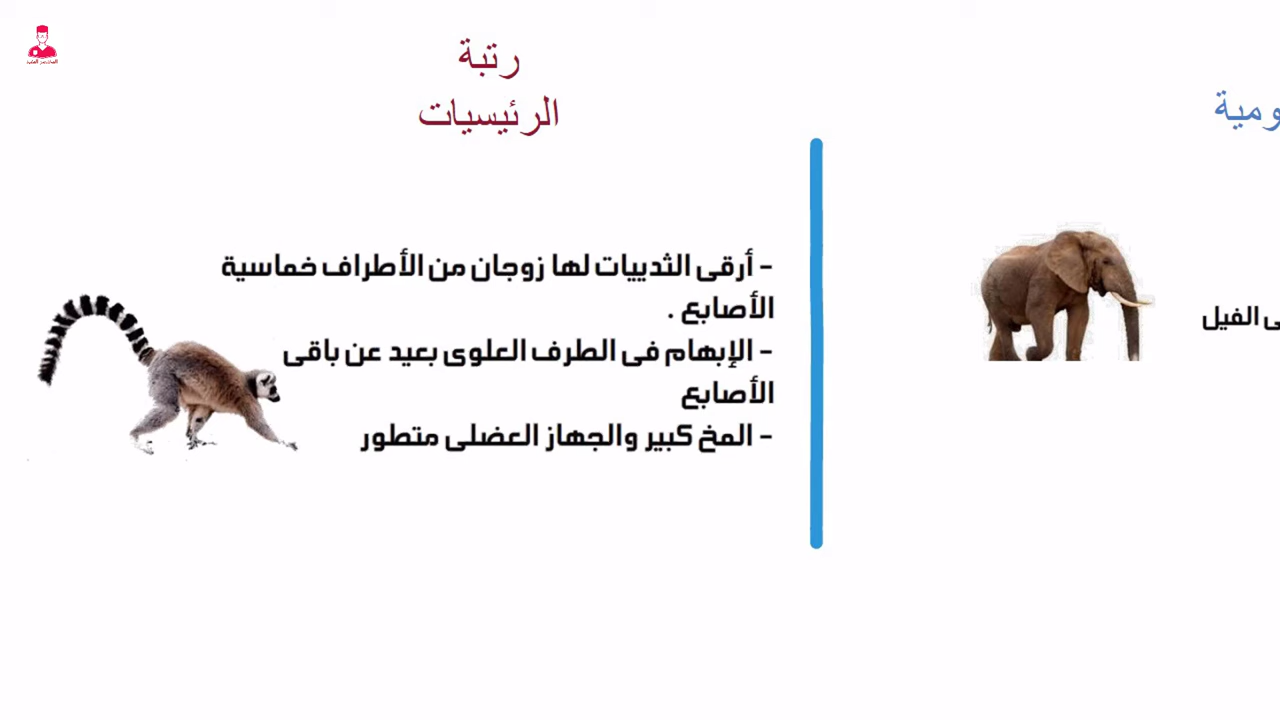 رتبة
الرئيسيات
- أرقى الثدييات لها زوجان من الأطراف خماسية
الأصابع .
- الإبهام فى الطرف العلوى بعيد عن باقى
الأصابع
- المخ كبير والجهاز العضلى متطور
ومية
ى الفيل